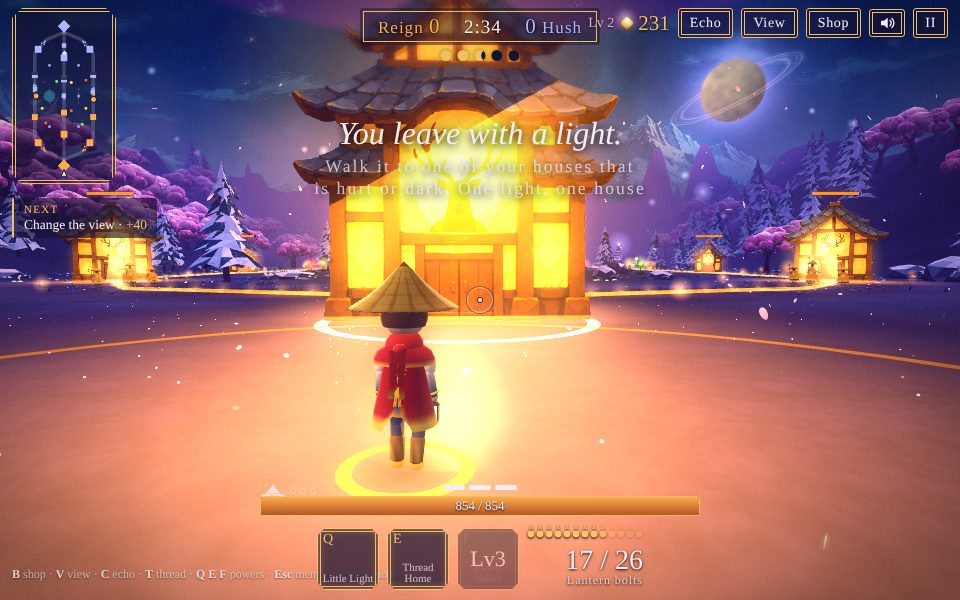 Reign 0 2:34 0 Hush
Lv 2 231
Echo
View
Shop
II
You leave with a light.
Walk it to one of your houses that
is hurt or dark. One light, one house
NEXT
Change the view · +40
854 / 854
Q
Little Light
E
Thread
Home
F
Lv3
Valley
17 / 26
Lantern bolts
B shop · V view · C echo · T thread · Q E F powers · Esc men